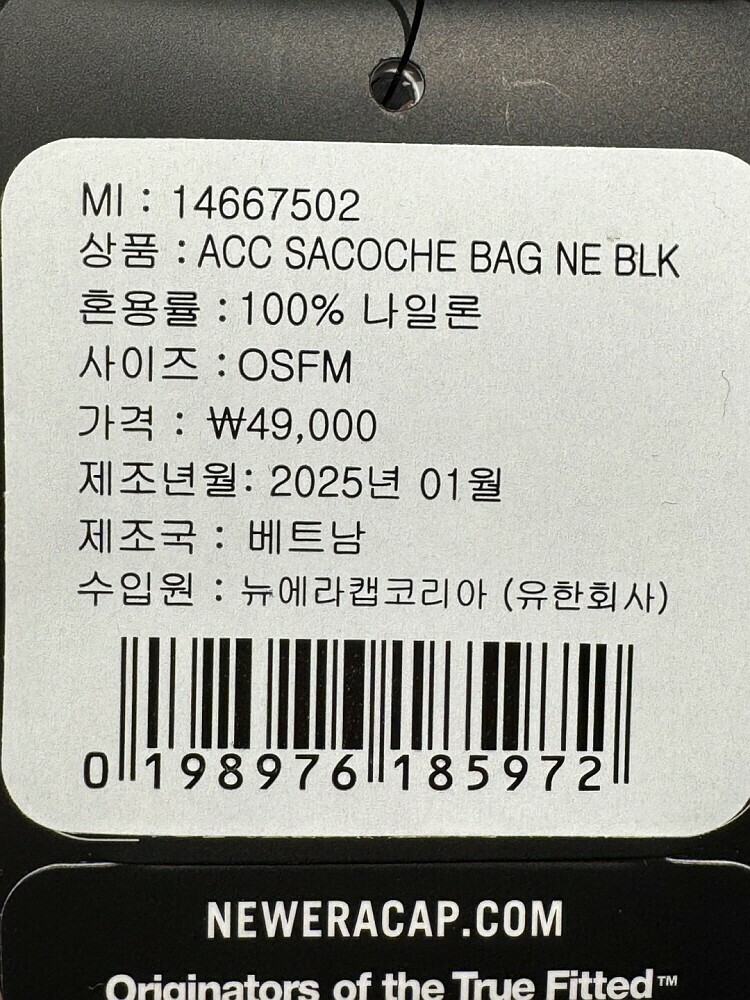 MI : 14667502
상품 : ACC SACOCHE BAG NE BLK
혼용률 : 100% 나일론
사이즈 : OSFM
가격 : ₩49,000
제조년월: 2025년 01월
제조국 : 베트남
수입원 : 뉴에라캡코리아 (유한회사)
0 198976 185972
NEWERACAP.COM
Originators of the True Fitted™